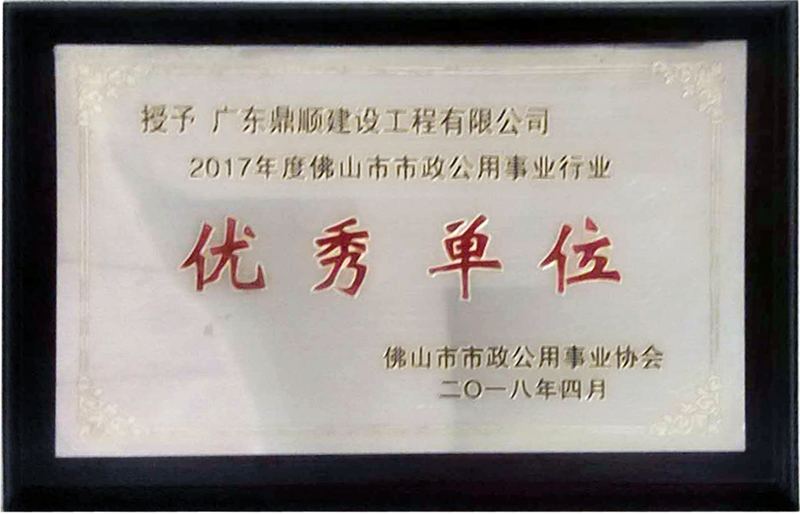 授予 广东鼎顺建设工程有限公司
2017年度佛山市市政公用事业行业
优秀单位
佛山市市政公用事业协会
二〇一八年四月